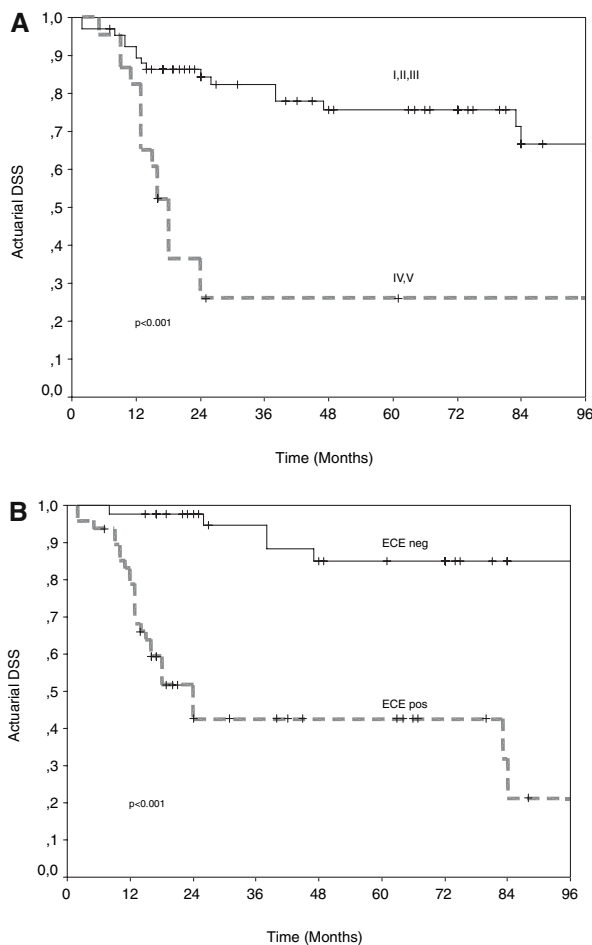 A
1,0
,9
,8
,7
,6
,5
,4
,3
,2
,1
0,0
Actuarial DSS
I,II,III
IV,V
p<0.001
0 12 24 36 48 60 72 84 96
Time (Months)
B
1,0
,9
,8
,7
,6
,5
,4
,3
,2
,1
0,0
Actuarial DSS
ECE neg
ECE pos
p<0.001
0 12 24 36 48 60 72 84 96
Time (Months)